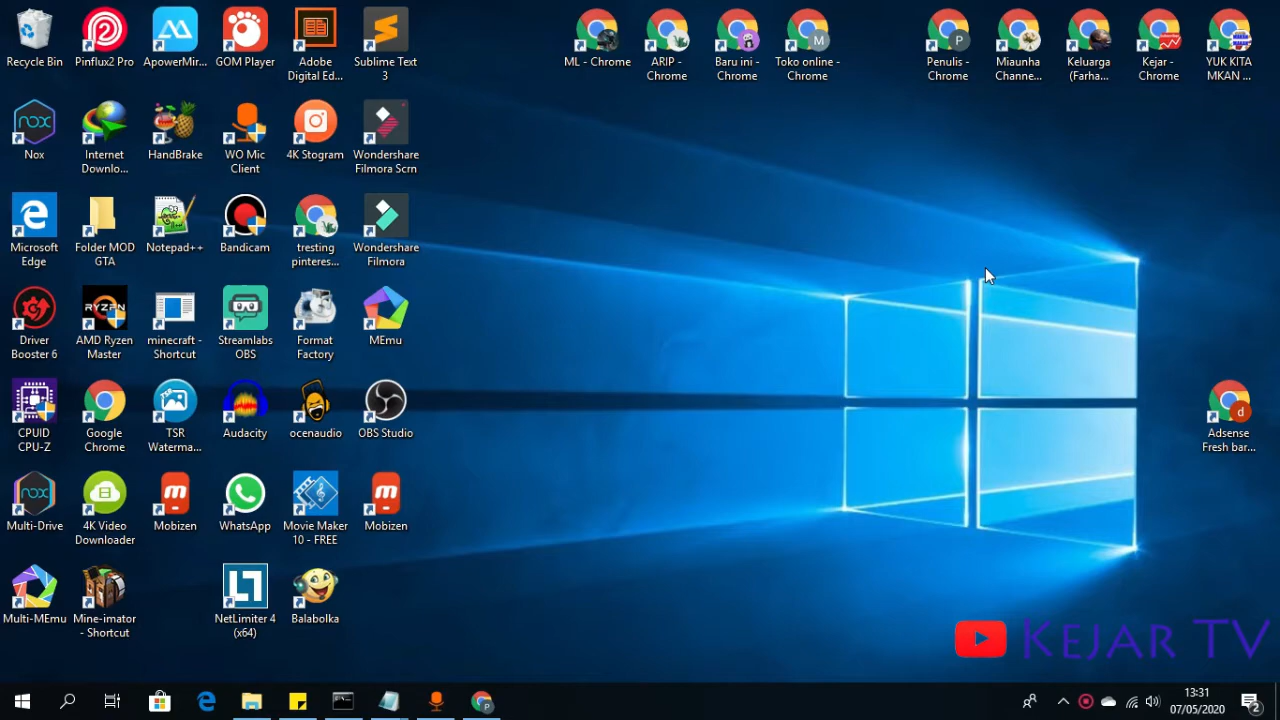 Recycle Bin
Pinflux2 Pro
ApowerMir...
GOM Player
Adobe
Digital Ed...
Sublime Text
3
ML - Chrome
ARIP -
Chrome
Baru ini -
Chrome
M
Toko online -
Chrome
P
Penulis -
Chrome
Miaunha
Channe...
Keluarga
(Farha...
Kejar -
Chrome
YUK KITA
MKAN ...
nox
Nox
Internet
Downlo...
HandBrake
WO Mic
Client
4K Stogram
Wondershare
Filmora Scrn
Microsoft
Edge
Folder MOD
GTA
Notepad++
Bandicam
tresting
pinteres...
Wondershare
Filmora
Driver
Booster 6
RYZEN
AMD Ryzen
Master
minecraft -
Shortcut
Streamlabs
OBS
Format
Factory
MEmu
CPUID
CPU-Z
Google
Chrome
TSR
Waterma...
Audacity
ocenaudio
OBS Studio
d
Adsense
Fresh bar...
nox
Multi-Drive
4K Video
Downloader
m
Mobizen
WhatsApp
Movie Maker
10 - FREE
m
Mobizen
Multi-MEmu
Mine-imator
- Shortcut
NetLimiter 4
(x64)
Balabolka
KEJAR TV
P
13:31
07/05/2020
2